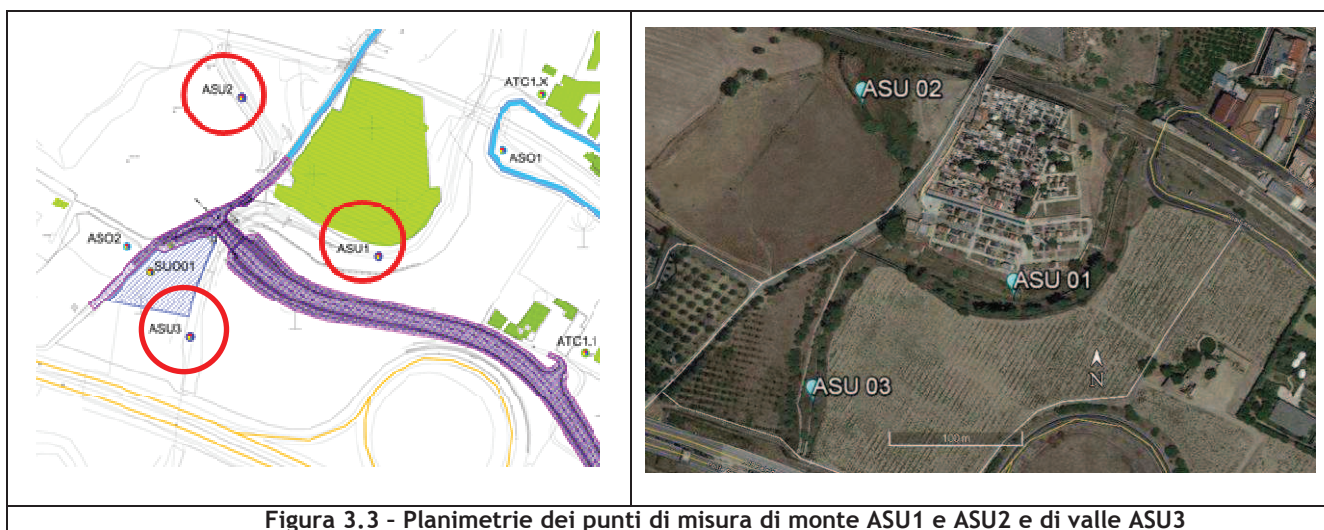 ASU2
ATC1.X
ASO1
ASU1
ASO2
SUO01
ASU3
ATC1.I
ASU 02
ASU 01
ASU 03
N
100 m
Figura 3.3 - Planimetrie dei punti di misura di monte ASU1 e ASU2 e di valle ASU3